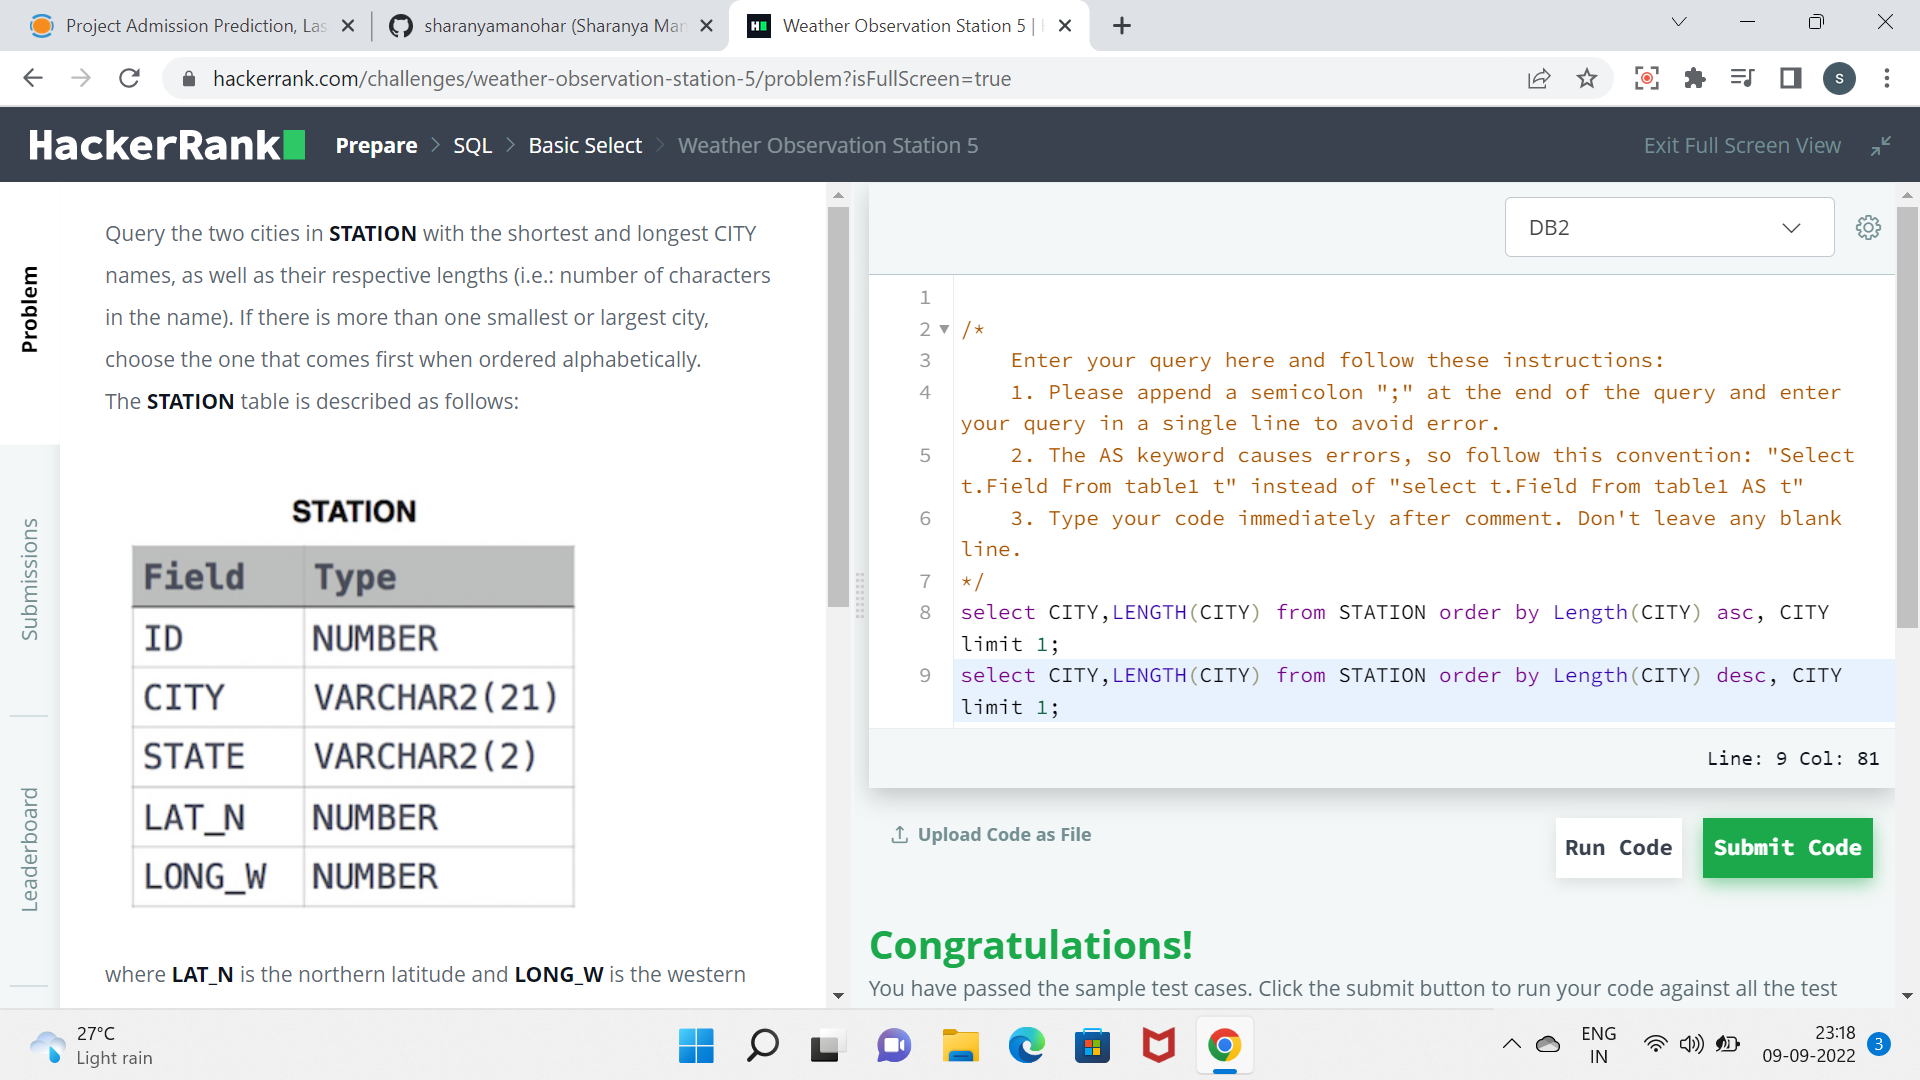 Project Admission Prediction, Las
sharanyamanohar (Sharanya Man
Weather Observation Station 5 |
hackerrank.com/challenges/weather-observation-station-5/problem?isFullScreen=true
S
HackerRank
Prepare > SQL > Basic Select > Weather Observation Station 5
Exit Full Screen View
Problem
Submissions
Leaderboard
Query the two cities in STATION with the shortest and longest CITY
names, as well as their respective lengths (i.e.: number of characters
in the name). If there is more than one smallest or largest city,
choose the one that comes first when ordered alphabetically.
The STATION table is described as follows:
STATION
Field Type
ID NUMBER
CITY VARCHAR2(21)
STATE VARCHAR2(2)
LAT_N NUMBER
LONG_W NUMBER
where LAT_N is the northern latitude and LONG_W is the western
DB2
1
2 /*
3 Enter your query here and follow these instructions:
4 1. Please append a semicolon ";" at the end of the query and enter
your query in a single line to avoid error.
5 2. The AS keyword causes errors, so follow this convention: "Select
t.Field From table1 t" instead of "select t.Field From table1 AS t"
6 3. Type your code immediately after comment. Don't leave any blank
line.
7 */
8 select CITY,LENGTH(CITY) from STATION order by Length(CITY) asc, CITY
limit 1;
9 select CITY,LENGTH(CITY) from STATION order by Length(CITY) desc, CITY
limit 1;
Line: 9 Col: 81
Upload Code as File
Run Code
Submit Code
Congratulations!
You have passed the sample test cases. Click the submit button to run your code against all the test
27°C
Light rain
ENG
IN
23:18
09-09-2022
3